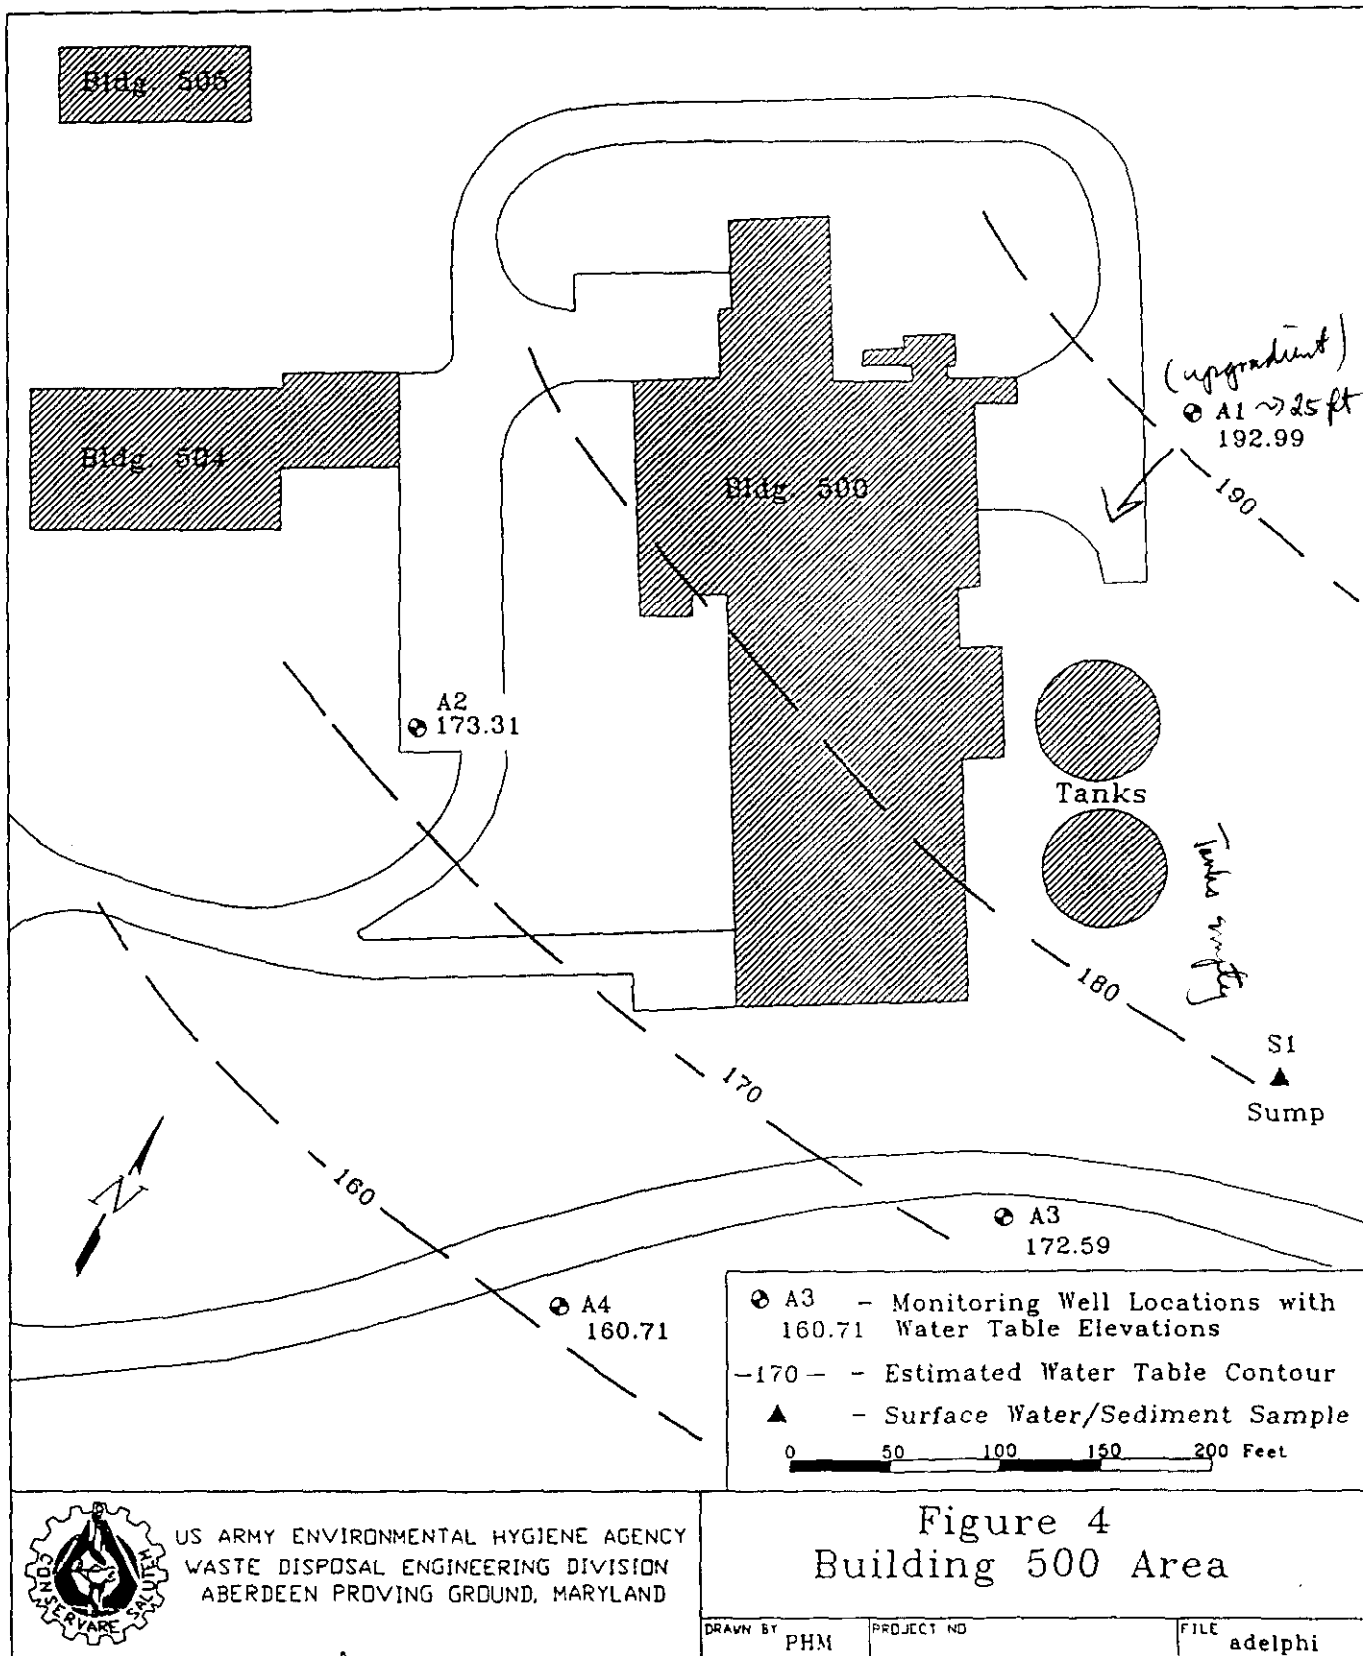 Bldg. 505
(upgradient)
A1 ~> 25 ft
192.99
190
Bldg. 504
Bldg. 500
A2
173.31
Tanks
Tanks empty
180
S1
Sump
170
160
N
A3
172.59
A4
160.71
A3 - Monitoring Well Locations with
160.71 Water Table Elevations
-170- - Estimated Water Table Contour
- Surface Water/Sediment Sample
0 50 100 150 200 Feet
CONSERVARE SALUTEM
US ARMY ENVIRONMENTAL HYGIENE AGENCY
WASTE DISPOSAL ENGINEERING DIVISION
ABERDEEN PROVING GROUND, MARYLAND
Figure 4
Building 500 Area
DRAWN BY PHM
PROJECT NO
FILE adelphi